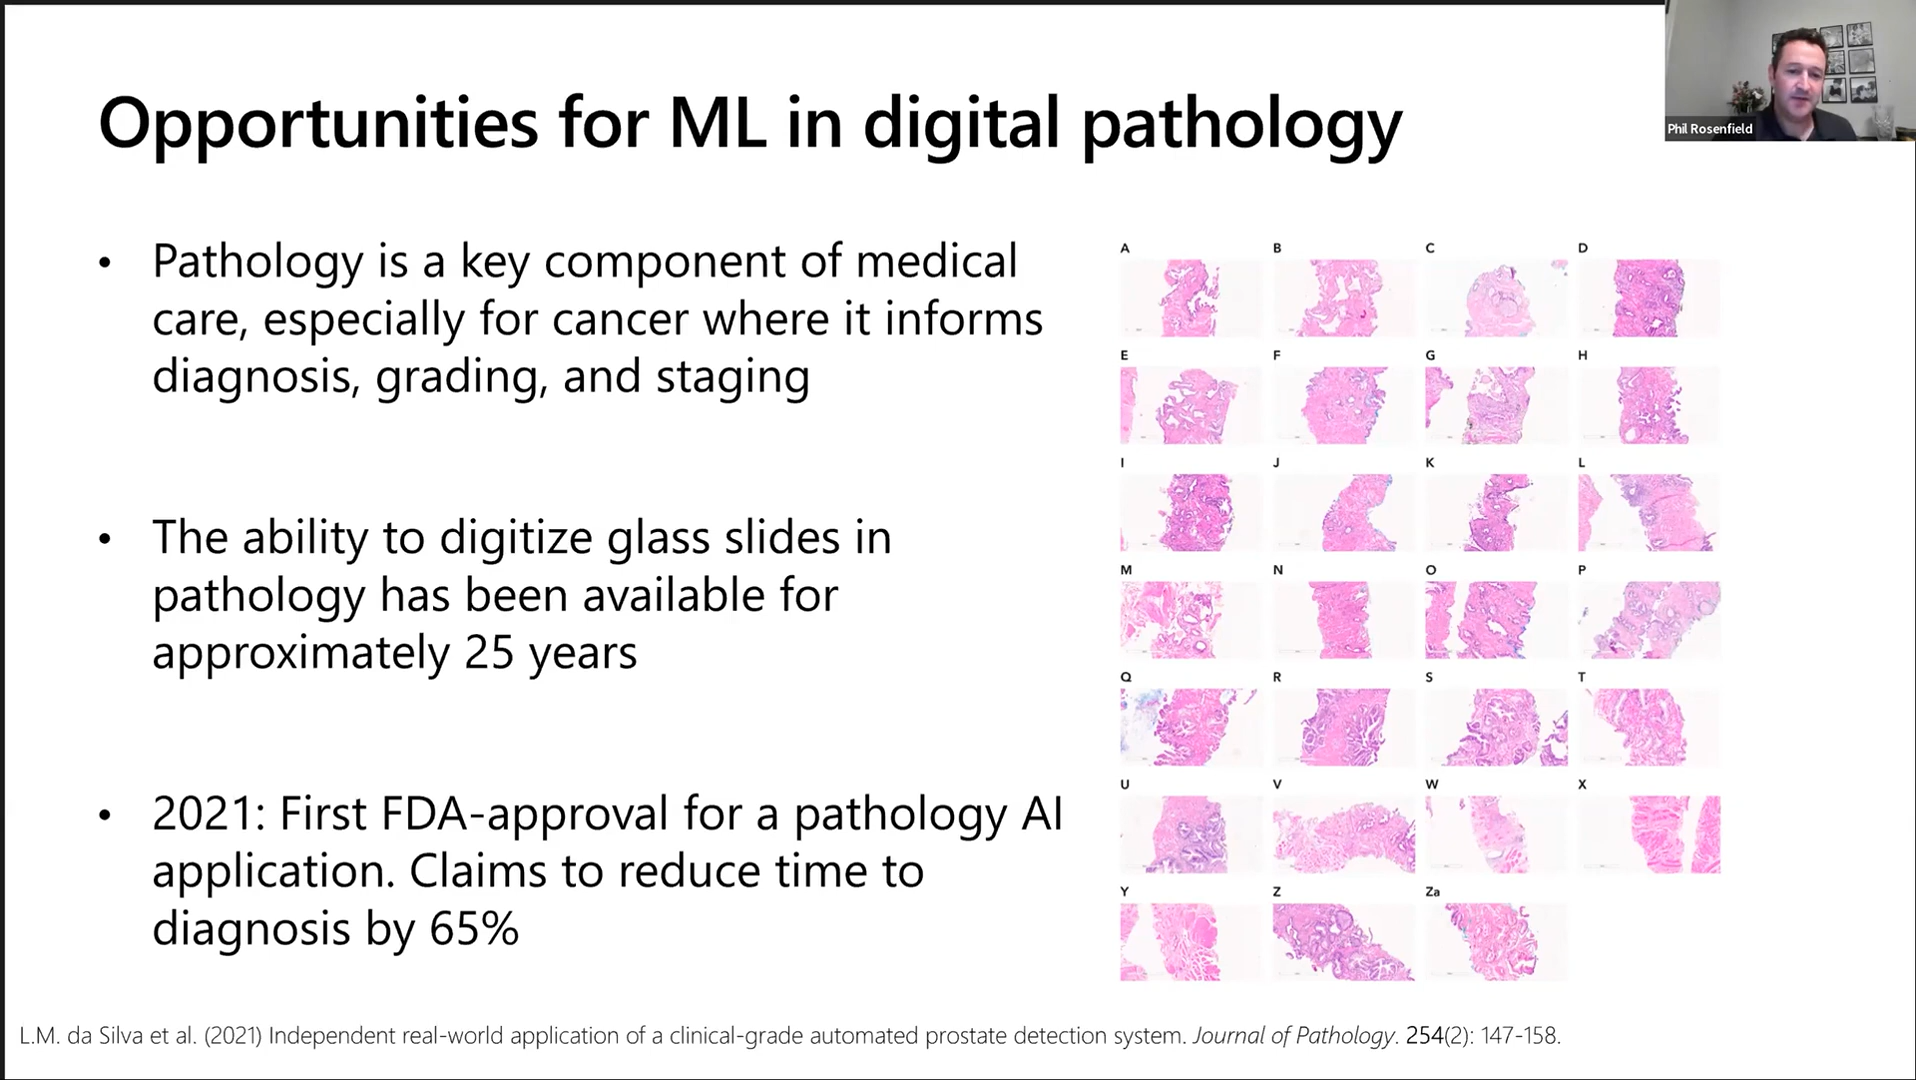 Opportunities for ML in digital pathology
Phil Rosenfield
• Pathology is a key component of medical
care, especially for cancer where it informs
diagnosis, grading, and staging
• The ability to digitize glass slides in
pathology has been available for
approximately 25 years
• 2021: First FDA-approval for a pathology AI
application. Claims to reduce time to
diagnosis by 65%
A B C D
E F G H
I J K L
M N O P
Q R S T
U V W X
Y Z Za
L.M. da Silva et al. (2021) Independent real-world application of a clinical-grade automated prostate detection system. Journal of Pathology. 254(2): 147-158.